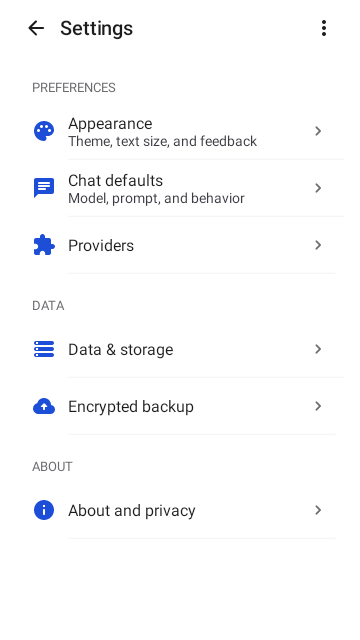 Settings
PREFERENCES
Appearance
Theme, text size, and feedback
Chat defaults
Model, prompt, and behavior
Providers
DATA
Data & storage
Encrypted backup
ABOUT
About and privacy